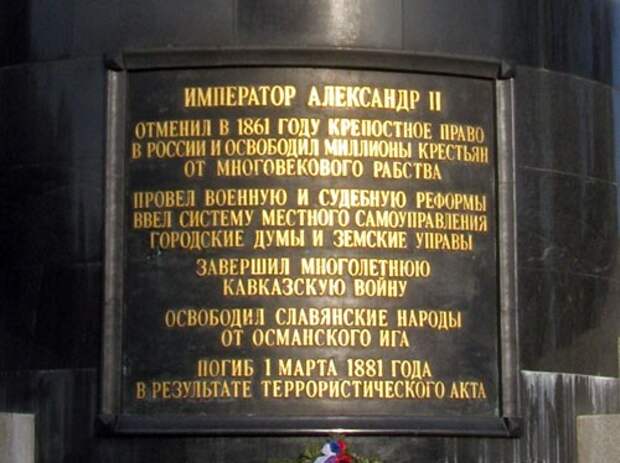 ИМПЕРАТОР АЛЕКСАНДР II
ОТМЕНИЛ В 1861 ГОДУ КРЕПОСТНОЕ ПРАВО
В РОССИИ И ОСВОБОДИЛ МИЛЛИОНЫ КРЕСТЬЯН
ОТ МНОГОВЕКОВОГО РАБСТВА
ПРОВЕЛ ВОЕННУЮ И СУДЕБНУЮ РЕФОРМЫ
ВВЕЛ СИСТЕМУ МЕСТНОГО САМОУПРАВЛЕНИЯ
ГОРОДСКИЕ ДУМЫ И ЗЕМСКИЕ УПРАВЫ
ЗАВЕРШИЛ МНОГОЛЕТНЮЮ
КАВКАЗСКУЮ ВОЙНУ
ОСВОБОДИЛ СЛАВЯНСКИЕ НАРОДЫ
ОТ ОСМАНСКОГО ИГА
ПОГИБ 1 МАРТА 1881 ГОДА
В РЕЗУЛЬТАТЕ ТЕРРОРИСТИЧЕСКОГО АКТА